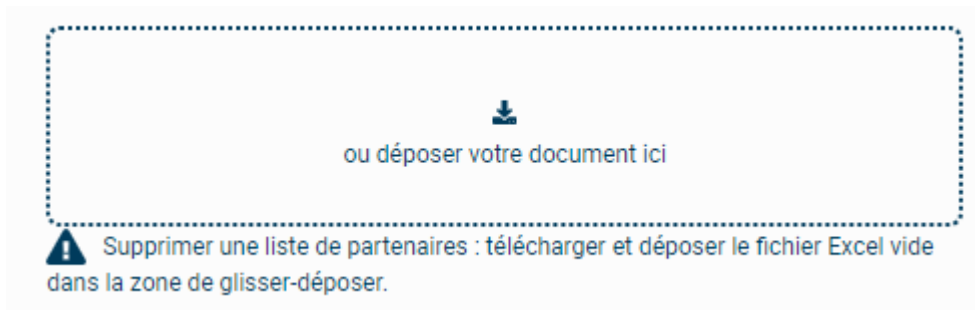 ou déposer votre document ici
Supprimer une liste de partenaires : télécharger et déposer le fichier Excel vide
dans la zone de glisser-déposer.